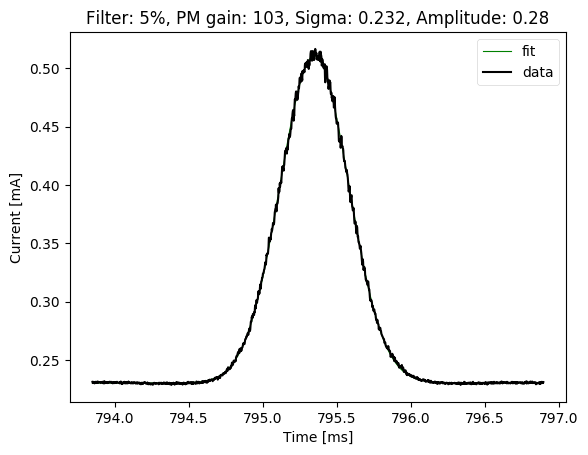 Filter: 5%, PM gain: 103, Sigma: 0.232, Amplitude: 0.28
fit
data
0.50
0.45
0.40
0.35
0.30
0.25
Current [mA]
794.0 794.5 795.0 795.5 796.0 796.5 797.0
Time [ms]